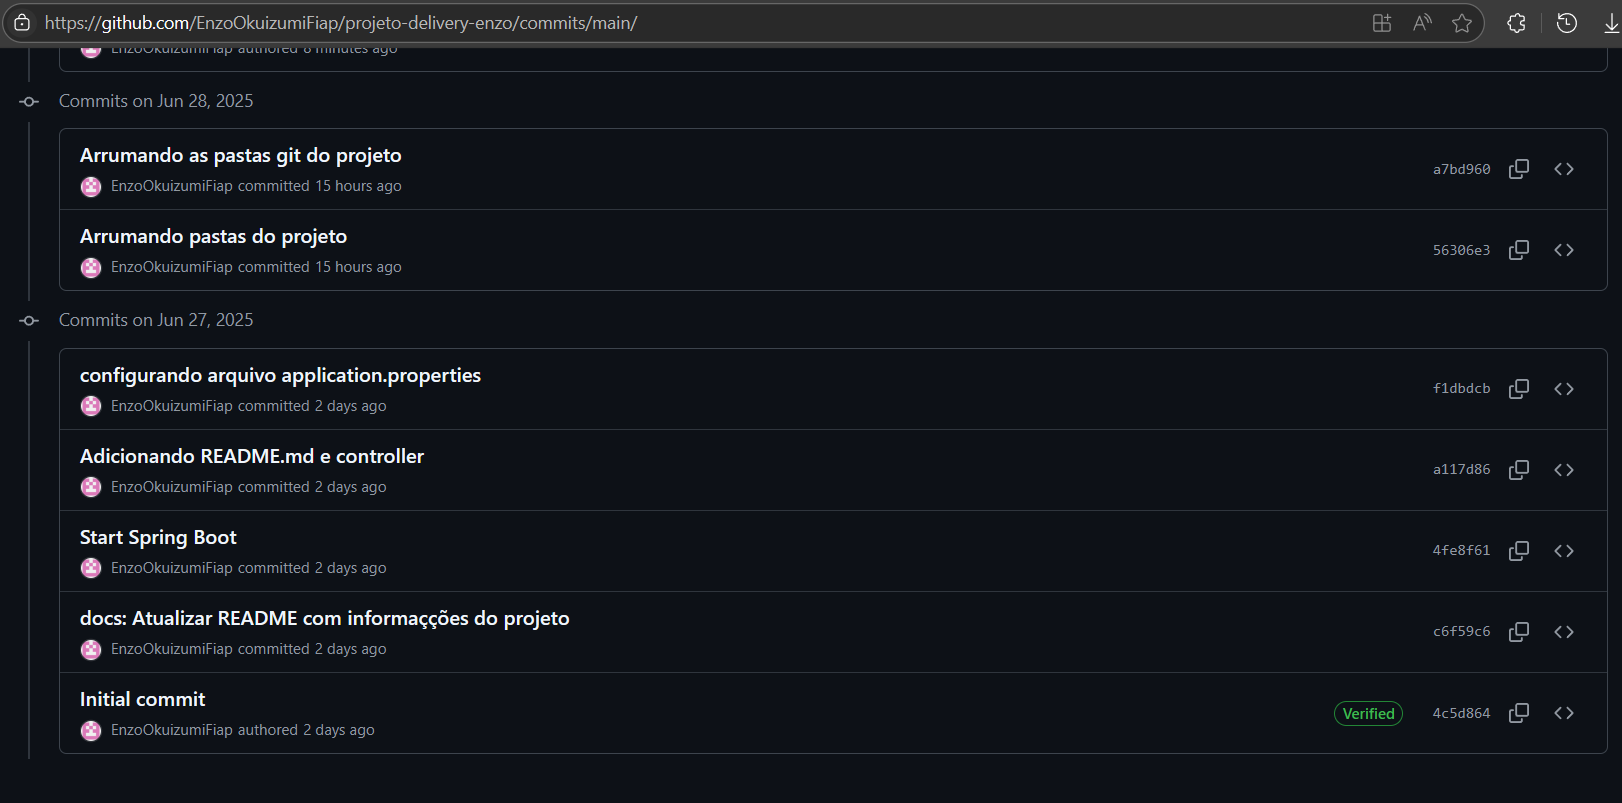 https://github.com/EnzoOkuizumiFiap/projeto-delivery-enzo/commits/main/
EnzoOkuizumiFiap authored 8 minutes ago
Commits on Jun 28, 2025
Arrumando as pastas git do projeto
EnzoOkuizumiFiap committed 15 hours ago
a7bd960
Arrumando pastas do projeto
EnzoOkuizumiFiap committed 15 hours ago
56306e3
Commits on Jun 27, 2025
configurando arquivo application.properties
EnzoOkuizumiFiap committed 2 days ago
f1dbdcb
Adicionando README.md e controller
EnzoOkuizumiFiap committed 2 days ago
a117d86
Start Spring Boot
EnzoOkuizumiFiap committed 2 days ago
4fe8f61
docs: Atualizar README com informaçções do projeto
EnzoOkuizumiFiap committed 2 days ago
c6f59c6
Initial commit
EnzoOkuizumiFiap authored 2 days ago
Verified 4c5d864